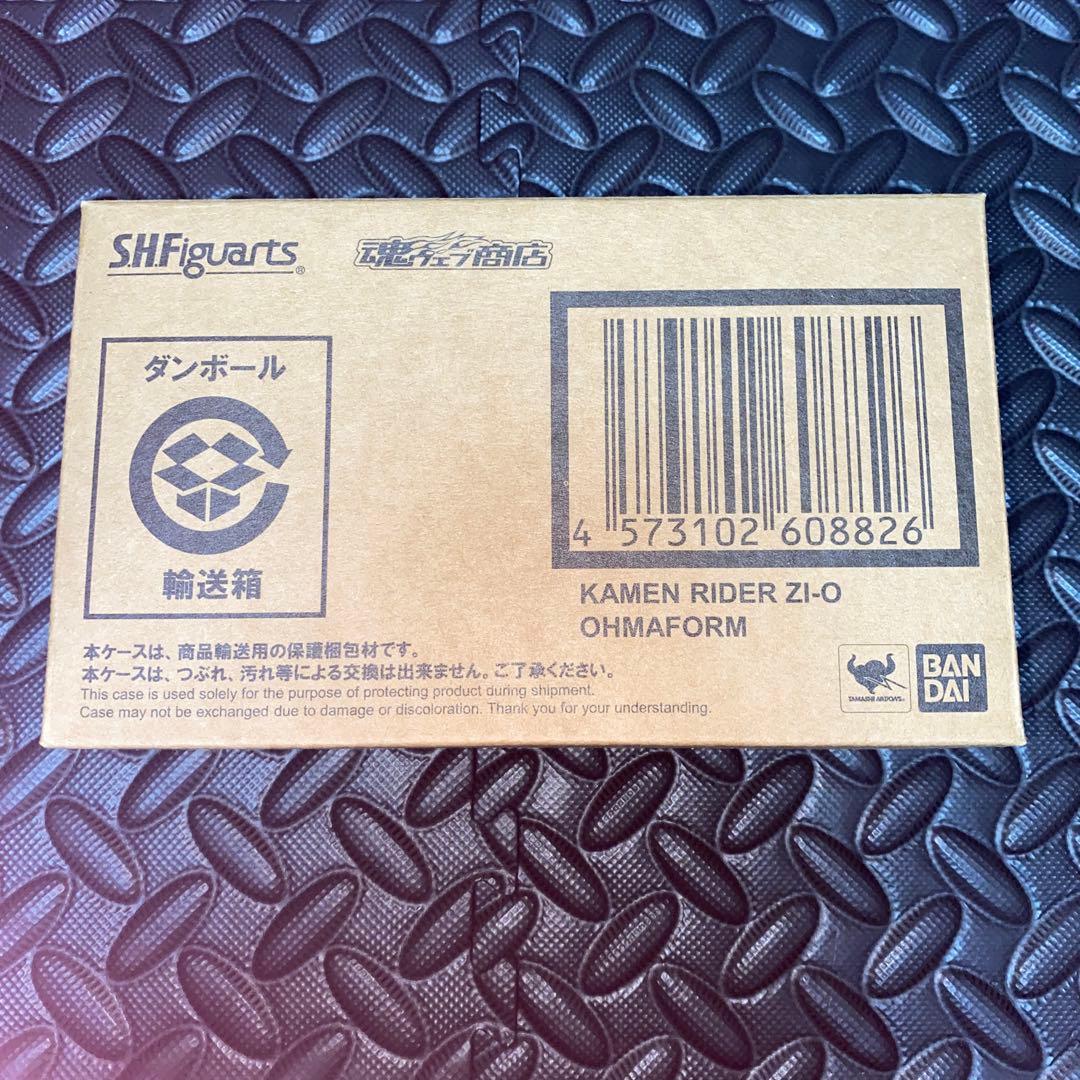 S.H.Figuarts®
魂ウェブ商店
ダンボール
輸送箱
4 573102 608826
KAMEN RIDER ZI-O
OHMAFORM
本ケースは、商品輸送用の保護梱包材です。
本ケースは、つぶれ、汚れ等による交換は出来ません。ご了承ください。
This case is used solely for the purpose of protecting product during shipment.
Case may not be exchanged due to damage or discoloration. Thank you for your understanding.
TAMASHII NATIONS®
BAN
DAI